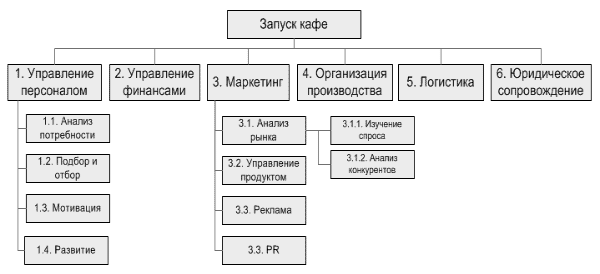 Запуск кафе
1. Управление
персоналом
2. Управление
финансами
3. Маркетинг
4. Организация
производства
5. Логистика
6. Юридическое
сопровождение
1.1. Анализ
потребности
1.2. Подбор и
отбор
1.3. Мотивация
1.4. Развитие
3.1. Анализ
рынка
3.2. Управление
продуктом
3.3. Реклама
3.3. PR
3.1.1. Изучение
спроса
3.1.2. Анализ
конкурентов